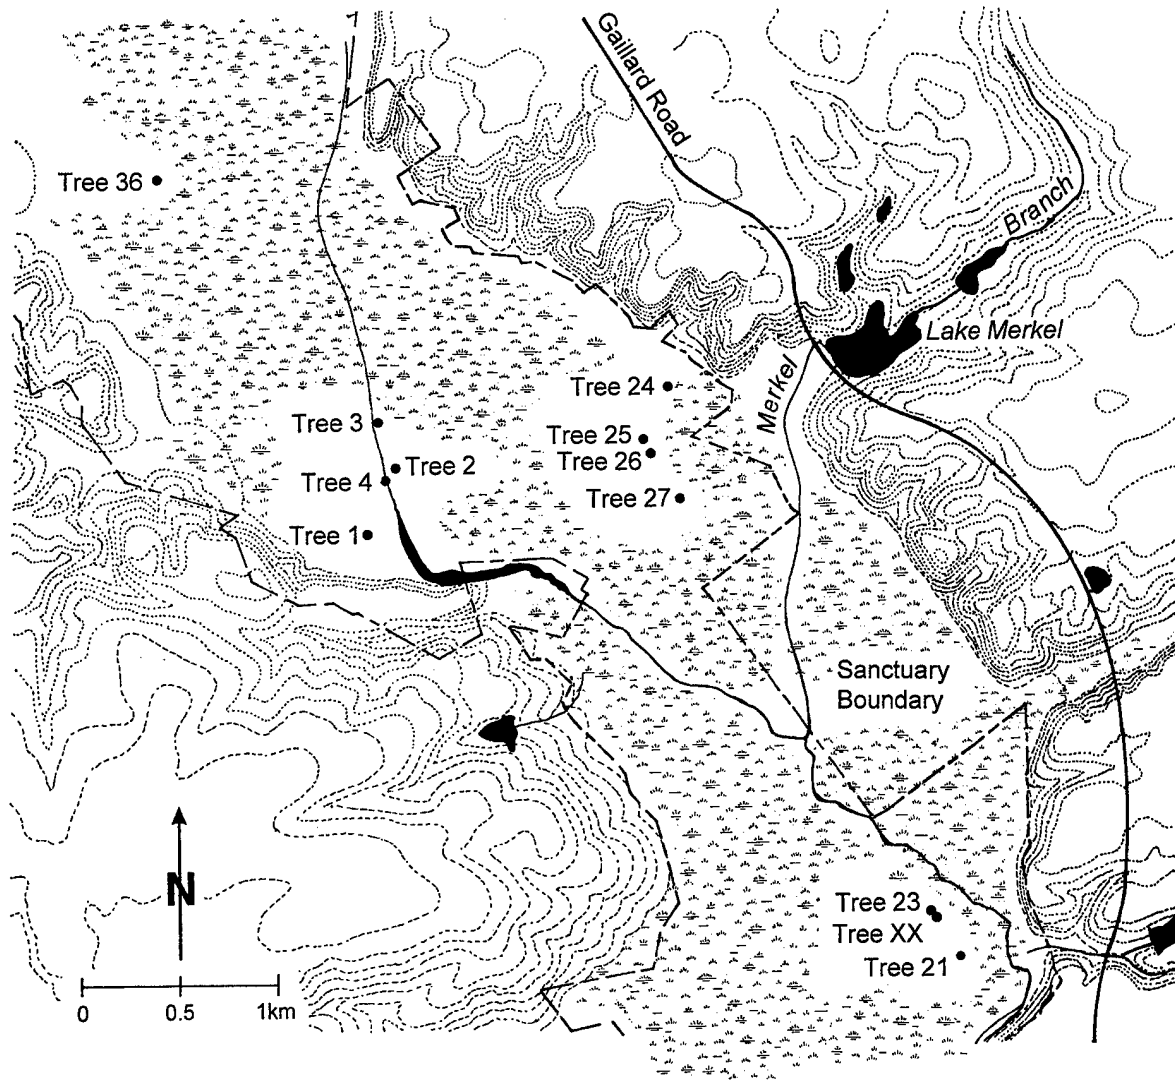 Gaillard Road
Tree 36
Branch
Lake Merkel
Merkel
Tree 24
Tree 3
Tree 25
Tree 26
Tree 2
Tree 4
Tree 27
Tree 1
Sanctuary
Boundary
N
Tree 23
Tree XX
Tree 21
0 0.5 1km